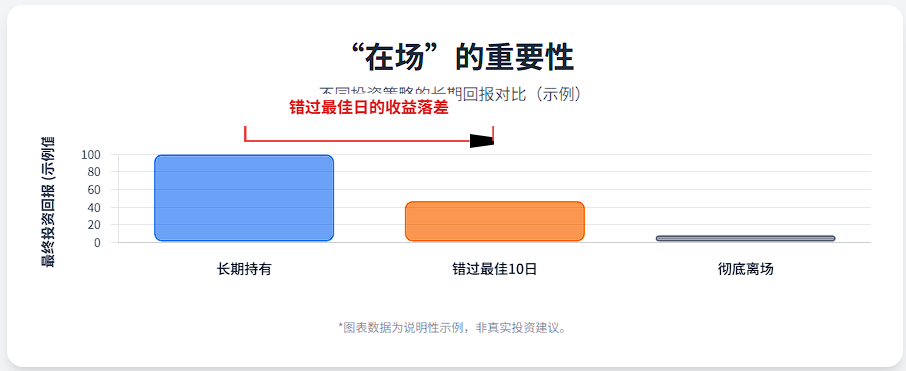 “在场”的重要性
不同投资策略的长期回报对比（示例）
错过最佳日的收益落差
最终投资回报 (示例值
100
80
60
40
20
0
长期持有
错过最佳10日
彻底离场
*图表数据为说明性示例，非真实投资建议。